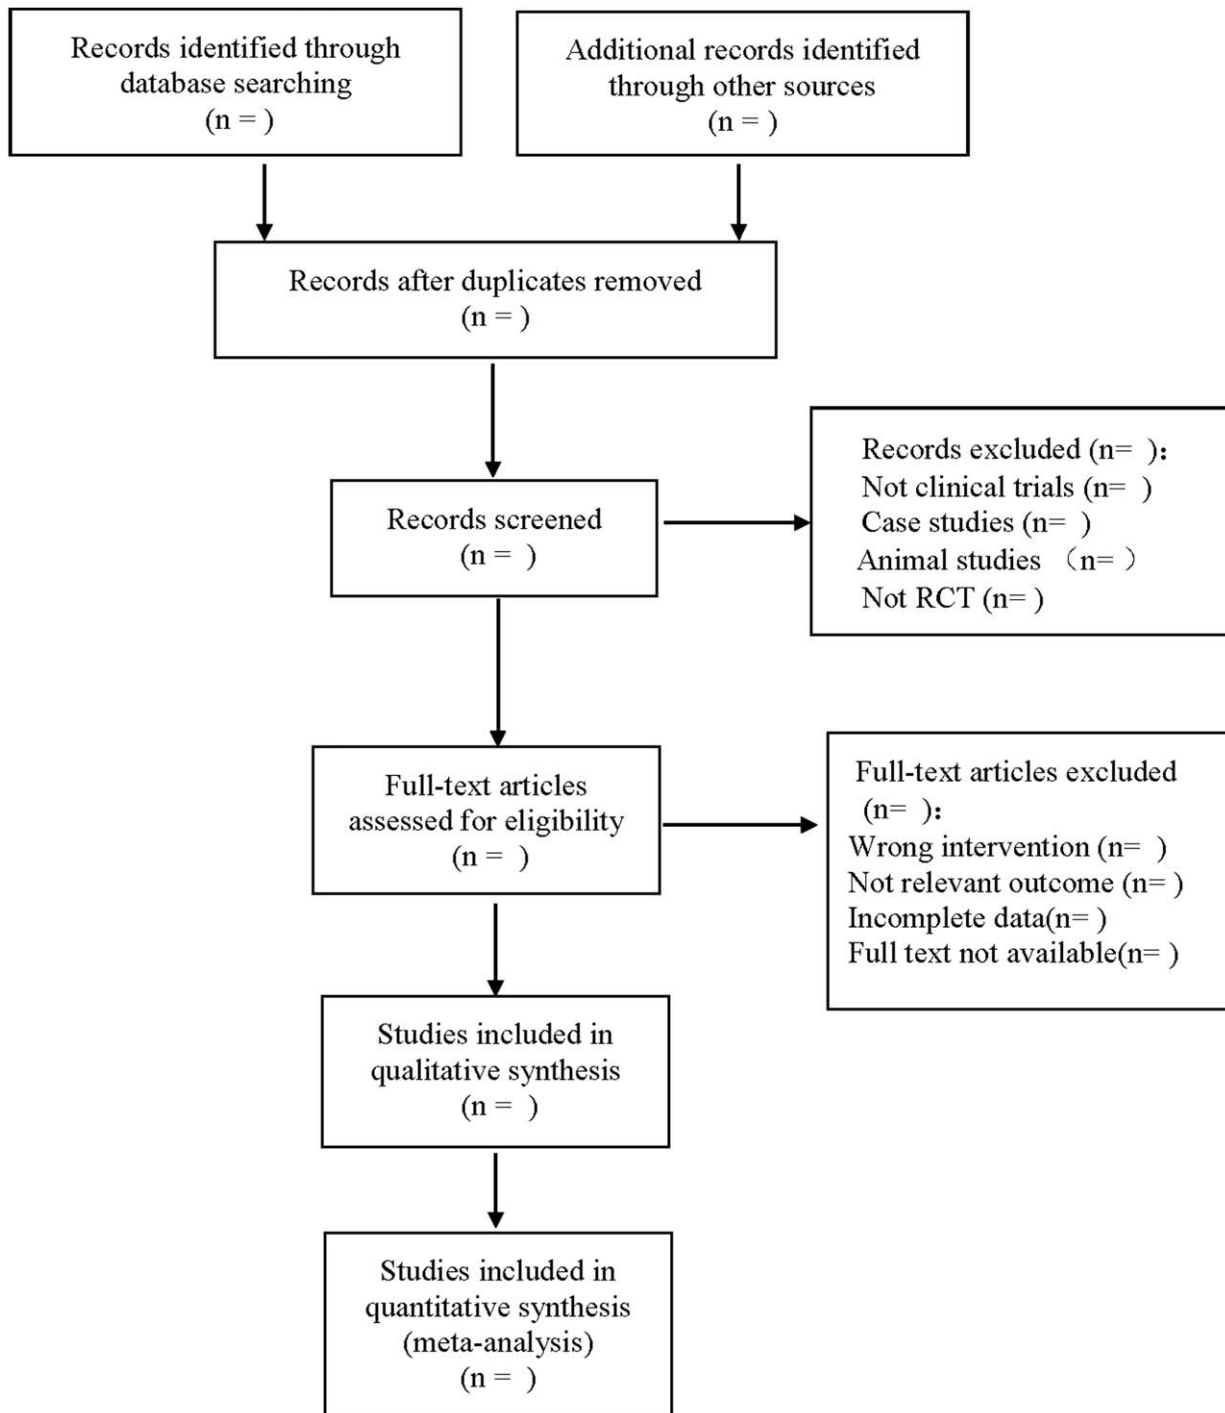 Records identified through
database searching
(n = )
Additional records identified
through other sources
(n = )
Records after duplicates removed
(n = )
Records screened
(n =  )
Records excluded (n=  ):
Not clinical trials (n=  )
Case studies (n=  )
Animal studies （n= ）
Not RCT (n= )
Full-text articles
assessed for eligibility
(n =  )
Full-text articles excluded
(n=  ):
Wrong intervention (n=  )
Not relevant outcome (n= )
Incomplete data(n= )
Full text not available(n= )
Studies included in
qualitative synthesis
(n =  )
Studies included in
quantitative synthesis
(meta-analysis)
(n =  )